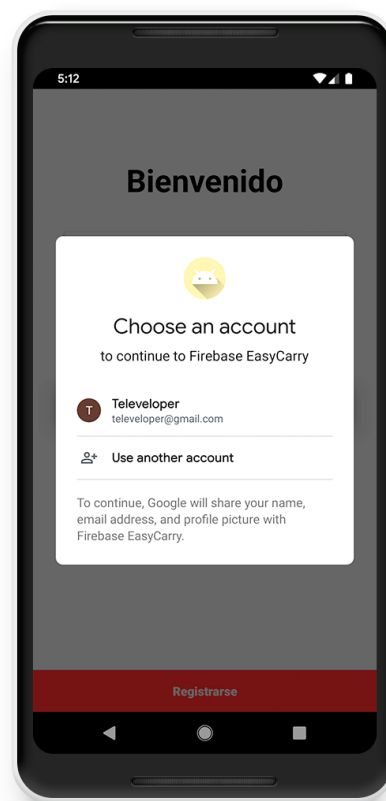 5:12
Bienvenido
Choose an account
to continue to Firebase EasyCarry
T
Televeloper
televeloper@gmail.com
Use another account
To continue, Google will share your name,
email address, and profile picture with
Firebase EasyCarry.
Registrarse